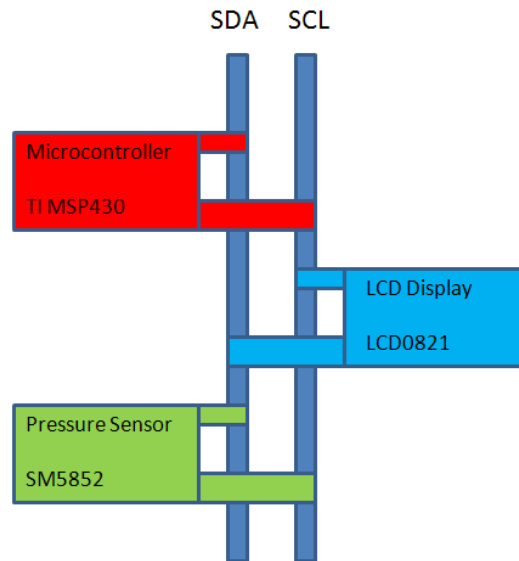 SDA SCL
Microcontroller
TI MSP430
LCD Display
LCD0821
Pressure Sensor
SM5852